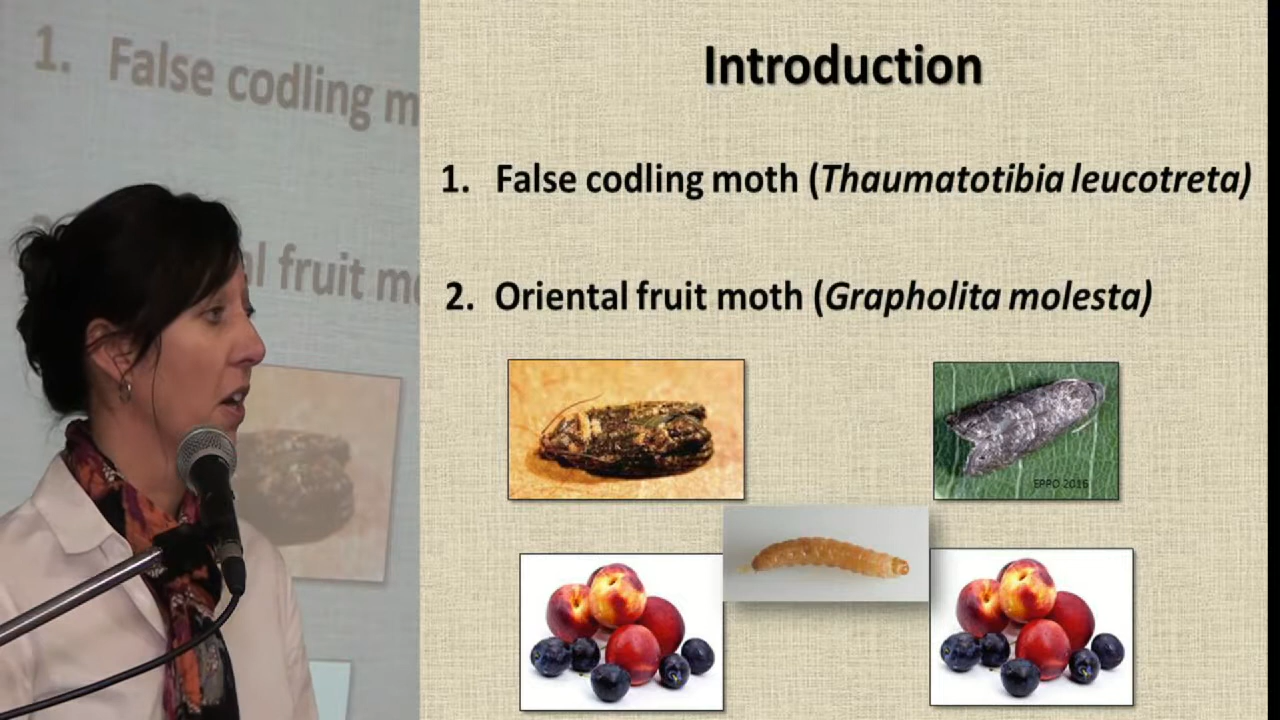 1. False codling m
l fruit m
Introduction
1. False codling moth (Thaumatotibia leucotreta)
2. Oriental fruit moth (Grapholita molesta)
EPPO 2016